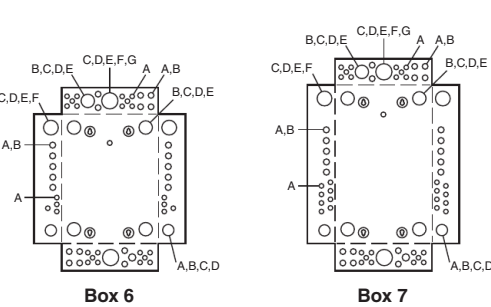 C,D,E,F,G
B,C,D,E
A
A,B
C,D,E,F
B,C,D,E
A,B
A
A,B,C,D
Box 6
C,D,E,F,G
B,C,D,E
A
A,B
C,D,E,F
B,C,D,E
A,B
A
A,B,C,D
Box 7